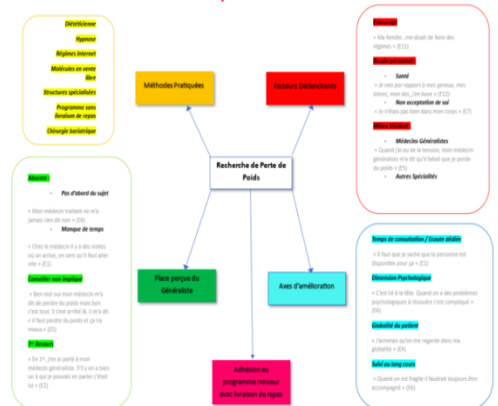 Diététicienne
Hypnose
Régimes internet
Molécules en vente
libre
Structures spécialisées
Programme sans
livraison de repas
Chirurgie bariatrique
Méthodes Pratiquées
Facteurs Déclenchants
Entourage
« Ma famille , me disait de faire des
régimes » (E11)
Besoin personnel :
- Santé
« Je vais par rapport à mes genoux, mes
talons, mon dos, j'en bave » (E12)
- Non acceptation de soi
« Je n'étais pas bien dans mon corps » (E7)
Milieu Médical :
- Médecins Généralistes
« Quand j'ai eu de la tension, mon médecin
généraliste m'a dit qu'il fallait que je perde
du poids » (E5)
- Autres Spécialités
Recherche de Perte de
Poids
Absente :
- Pas d'abord du sujet
« Mon médecin traitant ne m'a
jamais rien dit non » (E8)
- Manque de temps
« Chez le médecin il y a des visites
où on arrive, on sent qu'il faut aller
vite » (E1)
Conseiller non impliqué
« Ben moi oui mon médecin m'a
dit de perdre du poids mais bon
c'est tout. Il s'est arrêté là. Il m'a dit
« il faut perdre du poids et ça ira
mieux » (E3)
1er Recours
« En 1er, j'en ai parlé à mon
médecin généraliste. S'il y en a bien
un à qui je pouvais en parler c'était
lui » (E2)
Place perçue du
Généraliste
Axes d'amélioration
Temps de consultation / Ecoute dédiée
« Il faut que je sache que la personne est
disponible pour ça » (E1)
Dimension Psychologique
« C'est lié à la tête. Quand on a des problèmes
psychologiques à résoudre c'est compliqué »
(E8)
Globalité du patient
« J'aimerais qu'on me regarde dans ma
globalité » (E4)
Suivi au long cours
« Quand on est fragile il faudrait toujours être
accompagné » (E6)
Adhésion au
programme minceur
avec livraison de repas